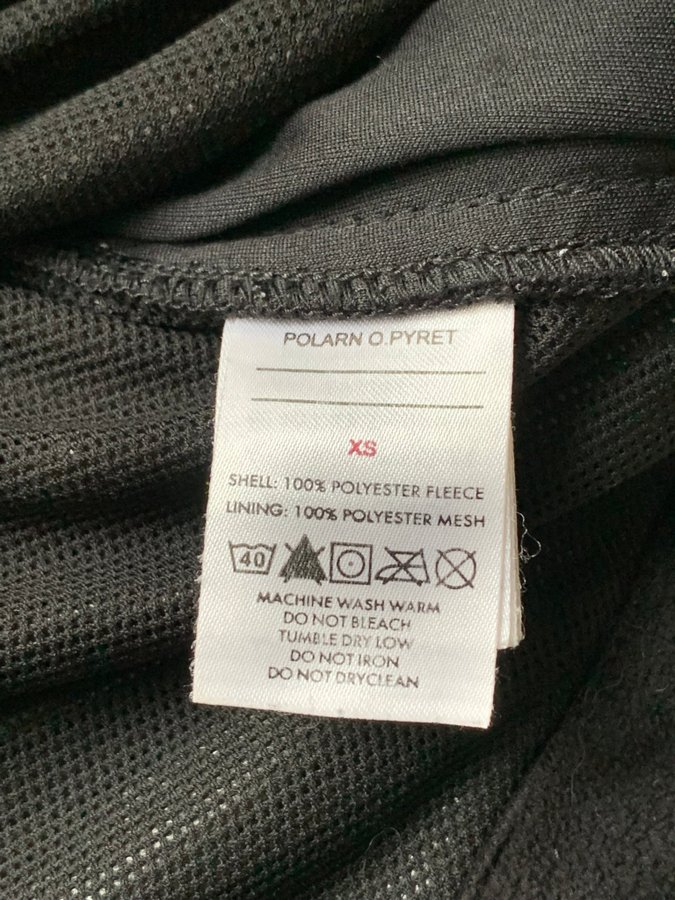 POLARN O.PYRET
XS
SHELL: 100% POLYESTER FLEECE
LINING: 100% POLYESTER MESH
40
MACHINE WASH WARM
DO NOT BLEACH
TUMBLE DRY LOW
DO NOT IRON
DO NOT DRYCLEAN